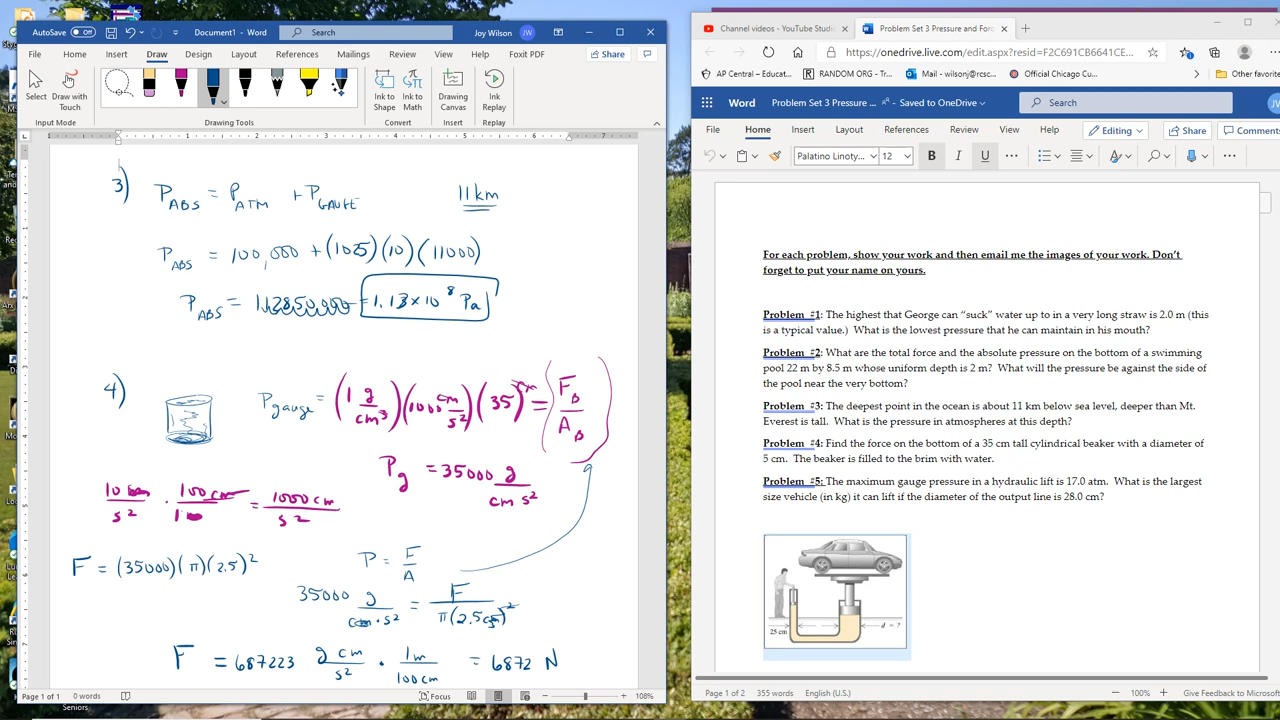 AutoSave Off Document1 Search Joy Wilson JW
File Home Insert Draw Design Layout References Mailings Review View Help Foxit PDF Share
Select Draw with Touch Ink to Shape Ink to Math Drawing Canvas Ink Replay
Input Mode Drawing Tools Convert Insert Replay
3) P_ABS = P_ATM + P_GAUGE 11 km
P_ABS = 100,000 + (1025)(10)(11000)
P_ABS = 112850000 = 1.13 × 10^8 Pa
4) P_gauge = (1 g/cm^3)(1000 cm/s^2)(35 cm) = (F_B/A_B)
P_g = 35000 g/cm s^2
10 m/s^2 · 100 cm/1 m = 1000 cm/s^2
F = (35000)(π)(2.5)^2
P = F/A
35000 g/cm·s^2 = F/π(2.5cm)^2
F = 687223 g cm/s^2 · 1m/100cm = 6872 N
Page 1 of 1 0 words Focus 108%
Seniors
Channel videos - YouTube Studi Problem Set 3 Pressure and Forc
https://onedrive.live.com/edit.aspx?resid=F2C691CB6641CE...
AP Central – Educat... RANDOM ORG - Tr... Mail - wilsonj@rcsc... Official Chicago Cu... Other favorites
Word Problem Set 3 Pressure ... - Saved to OneDrive Search JW
File Home Insert Layout References Review View Help Editing Share Comments
Palatino Linoty... 12 B I U
For each problem, show your work and then email me the images of your work. Don't
forget to put your name on yours.
Problem #1: The highest that George can "suck" water up to in a very long straw is 2.0 m (this
is a typical value.) What is the lowest pressure that he can maintain in his mouth?
Problem #2: What are the total force and the absolute pressure on the bottom of a swimming
pool 22 m by 8.5 m whose uniform depth is 2 m? What will the pressure be against the side of
the pool near the very bottom?
Problem #3: The deepest point in the ocean is about 11 km below sea level, deeper than Mt.
Everest is tall. What is the pressure in atmospheres at this depth?
Problem #4: Find the force on the bottom of a 35 cm tall cylindrical beaker with a diameter of
5 cm. The beaker is filled to the brim with water.
Problem #5: The maximum gauge pressure in a hydraulic lift is 17.0 atm. What is the largest
size vehicle (in kg) it can lift if the diameter of the output line is 28.0 cm?
25 cm d = ?
Page 1 of 2 355 words English (U.S.) 100% Give Feedback to Microsoft